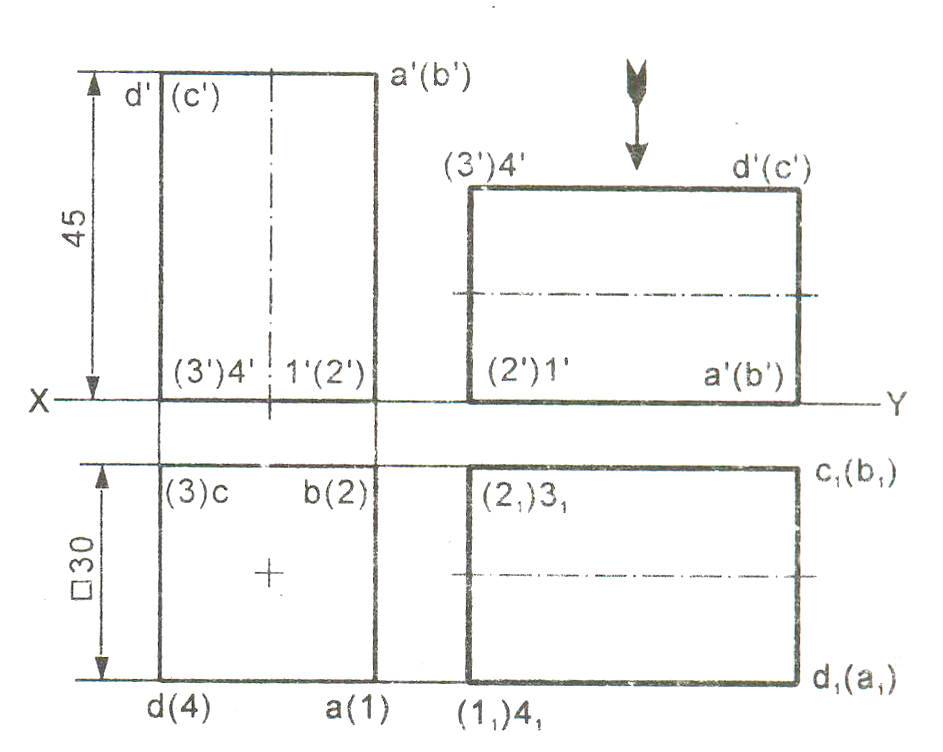 a'(b')
d' (c')
45
(3')4' d'(c')
(3')4' 1'(2')
(2')1' a'(b')
X Y
(3)c b(2)
(2₁)3₁ c₁(b₁)
□30
d(4) a(1)
(1₁)4₁ d₁(a₁)